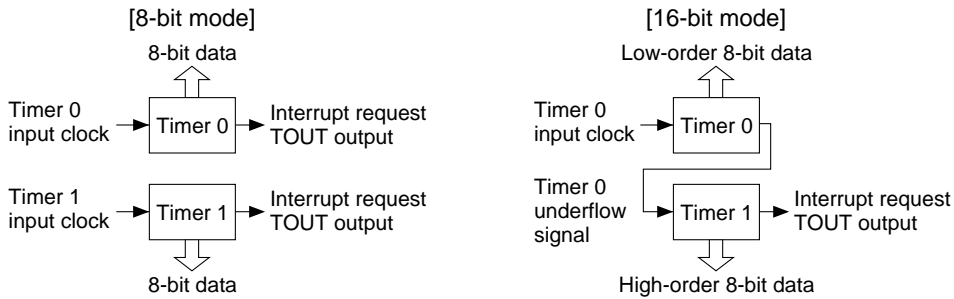 [8-bit mode]
8-bit data
Timer 0
input clock
Timer 0
Interrupt request
TOUT output
Timer 1
input clock
Timer 1
Interrupt request
TOUT output
8-bit data
[16-bit mode]
Low-order 8-bit data
Timer 0
input clock
Timer 0
Timer 0
underflow
signal
Timer 1
Interrupt request
TOUT output
High-order 8-bit data